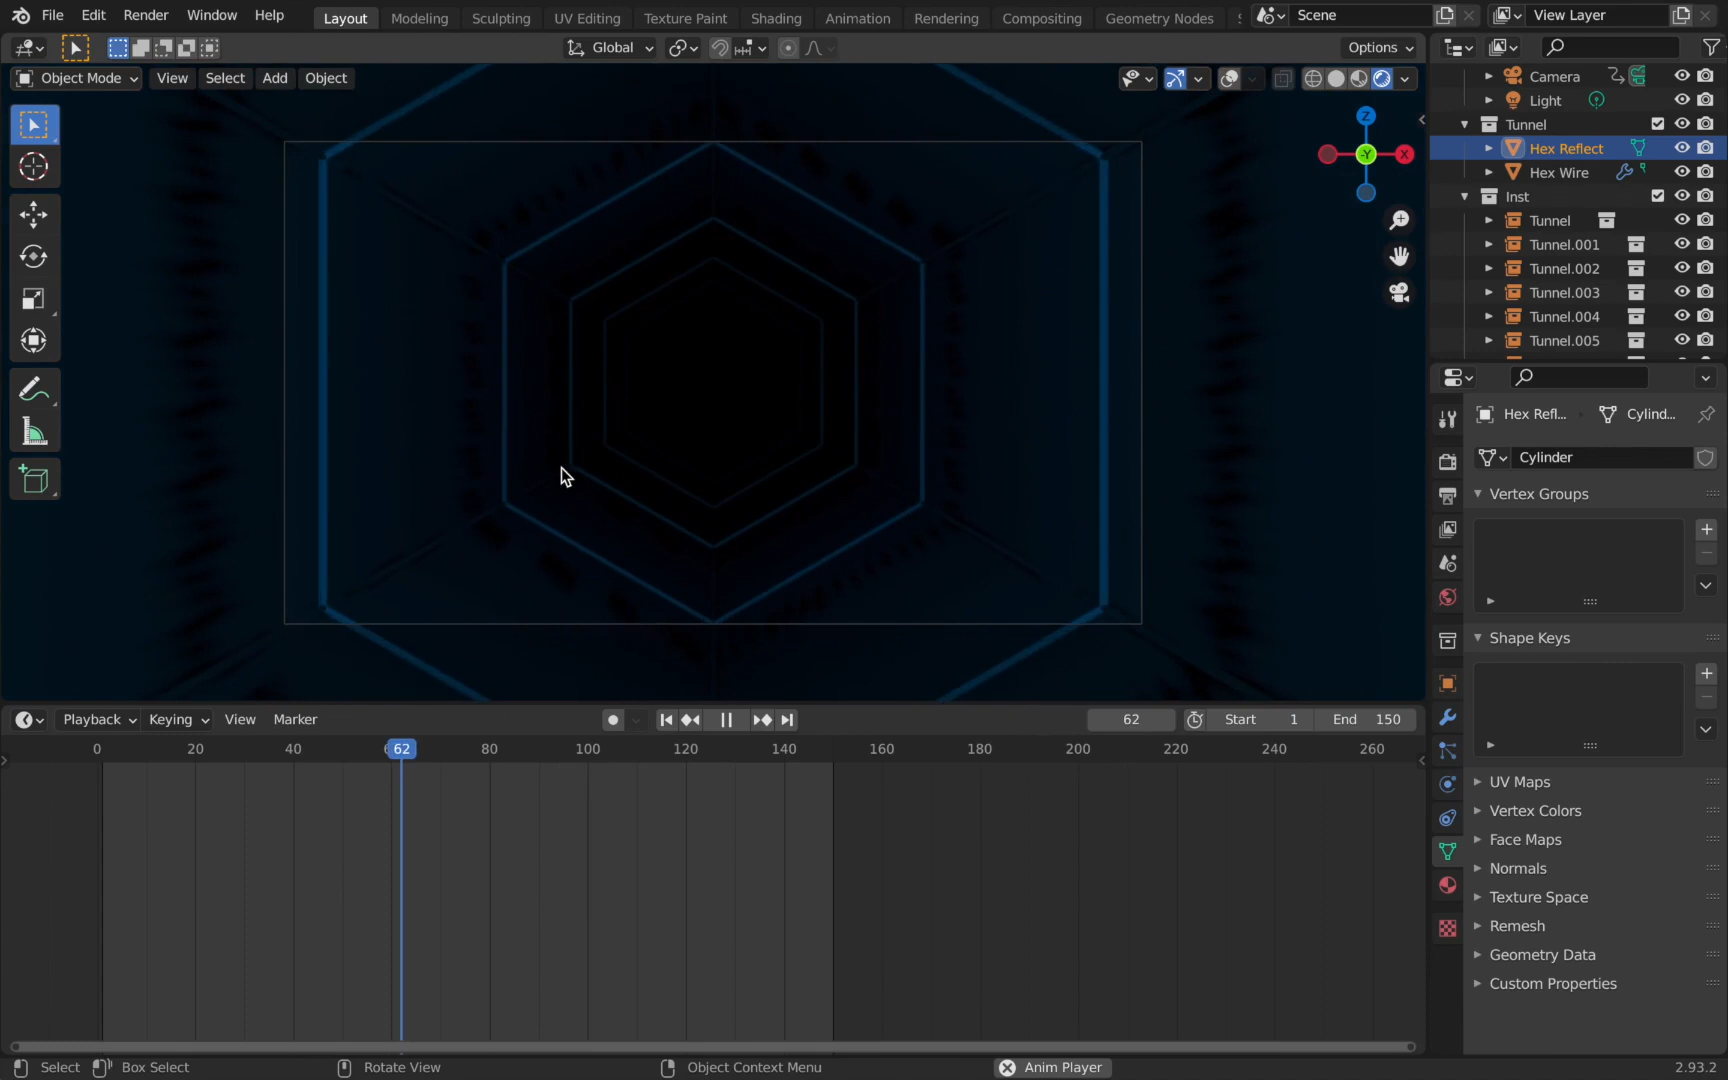 File Edit Render Window Help Layout Modeling Sculpting UV Editing Texture Paint Shading Animation Rendering Compositing Geometry Nodes Scene View Layer
Global Options
Object Mode View Select Add Object
Z
-Y X
Camera
Light
Tunnel
Hex Reflect
Hex Wire
Inst
Tunnel
Tunnel.001
Tunnel.002
Tunnel.003
Tunnel.004
Tunnel.005
Hex Refl... Cylind...
Cylinder
Vertex Groups
Shape Keys
UV Maps
Vertex Colors
Face Maps
Normals
Texture Space
Remesh
Geometry Data
Custom Properties
Playback Keying View Marker 62 Start 1 End 150
0 20 40 62 80 100 120 140 160 180 200 220 240 260
Select Box Select Rotate View Object Context Menu Anim Player 2.93.2